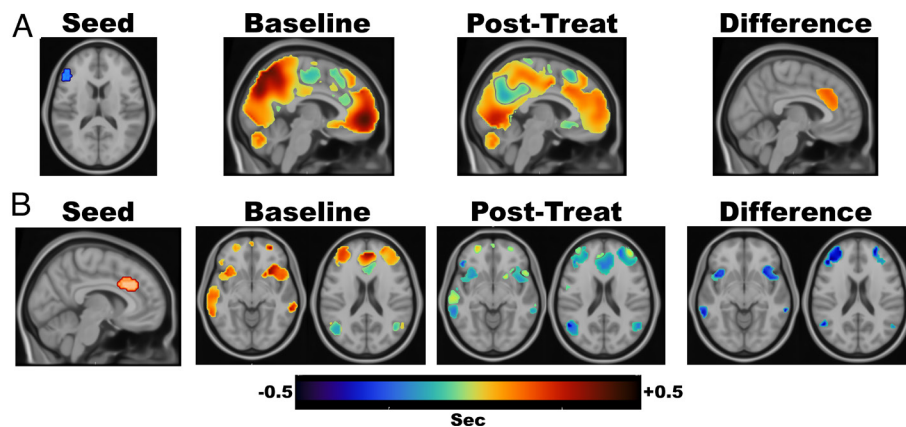 A
Seed Baseline Post-Treat Difference
B
Seed Baseline Post-Treat Difference
-0.5 +0.5
Sec